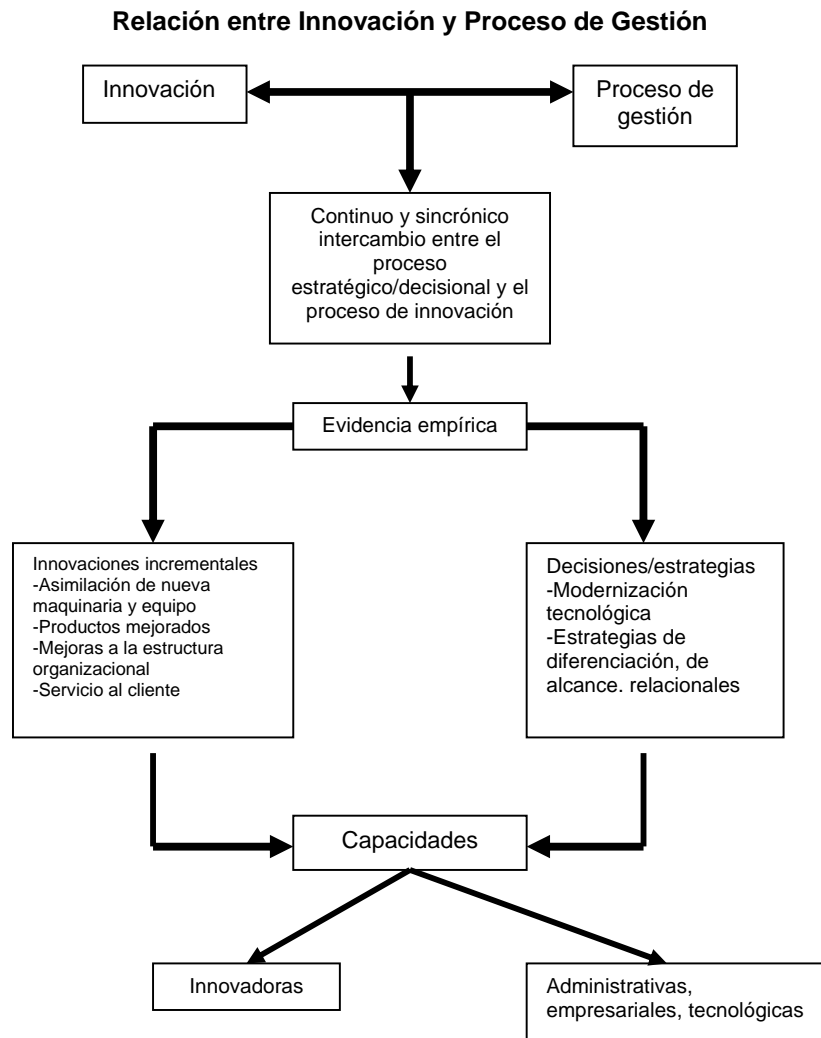 Relación entre Innovación y Proceso de Gestión
Innovación
Proceso de
gestión
Continuo y sincrónico
intercambio entre el
proceso
estratégico/decisional y el
proceso de innovación
Evidencia empírica
Innovaciones incrementales
-Asimilación de nueva
maquinaria y equipo
-Productos mejorados
-Mejoras a la estructura
organizacional
-Servicio al cliente
Decisiones/estrategias
-Modernización
tecnológica
-Estrategias de
diferenciación, de
alcance. relacionales
Capacidades
Innovadoras
Administrativas,
empresariales, tecnológicas